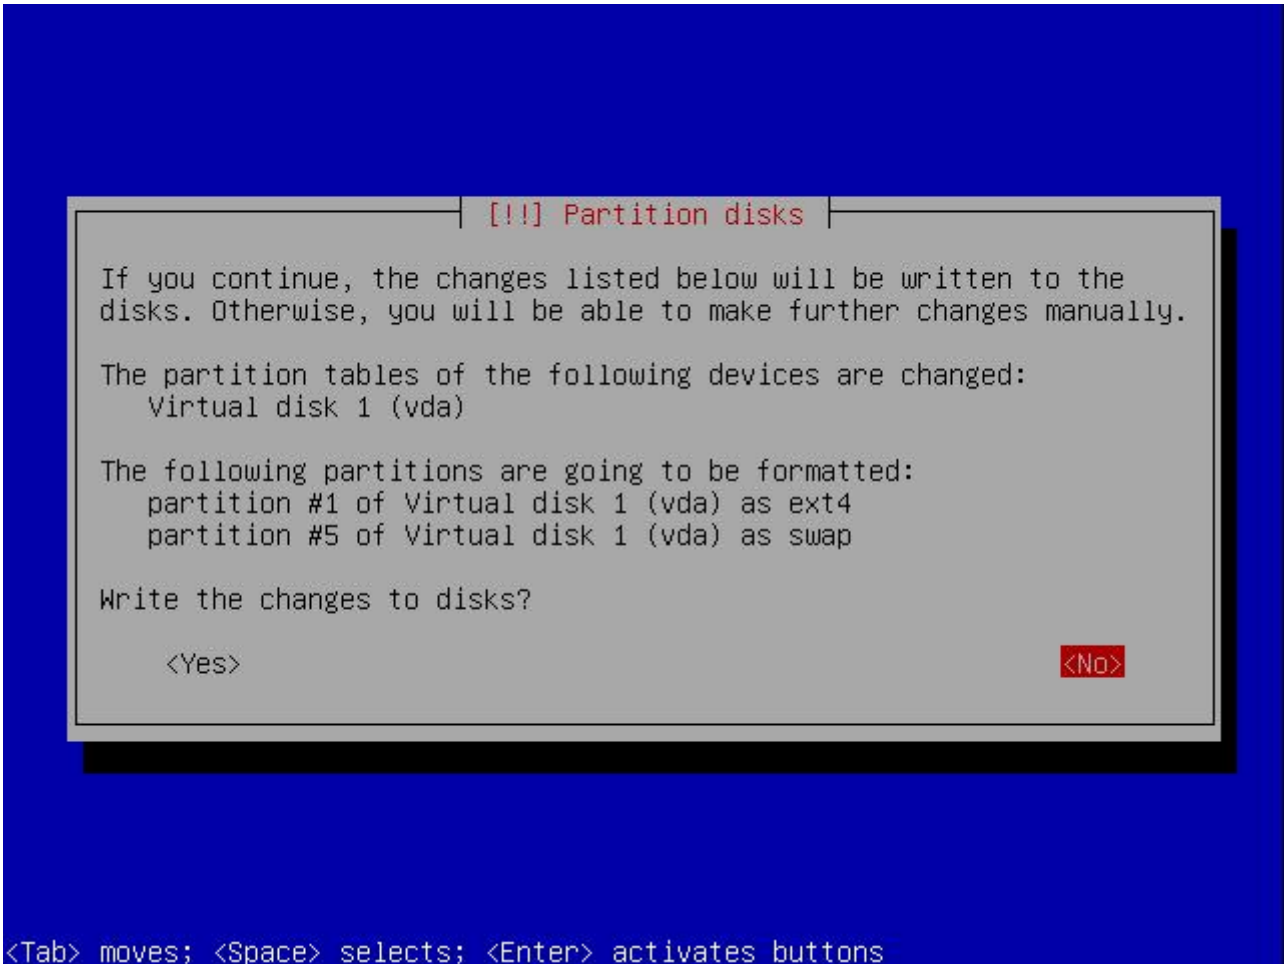 [!!] Partition disks
If you continue, the changes listed below will be written to the
disks. Otherwise, you will be able to make further changes manually.
The partition tables of the following devices are changed:
Virtual disk 1 (vda)
The following partitions are going to be formatted:
partition #1 of Virtual disk 1 (vda) as ext4
partition #5 of Virtual disk 1 (vda) as swap
Write the changes to disks?
<Yes> <No>
<Tab> moves; <Space> selects; <Enter> activates buttons